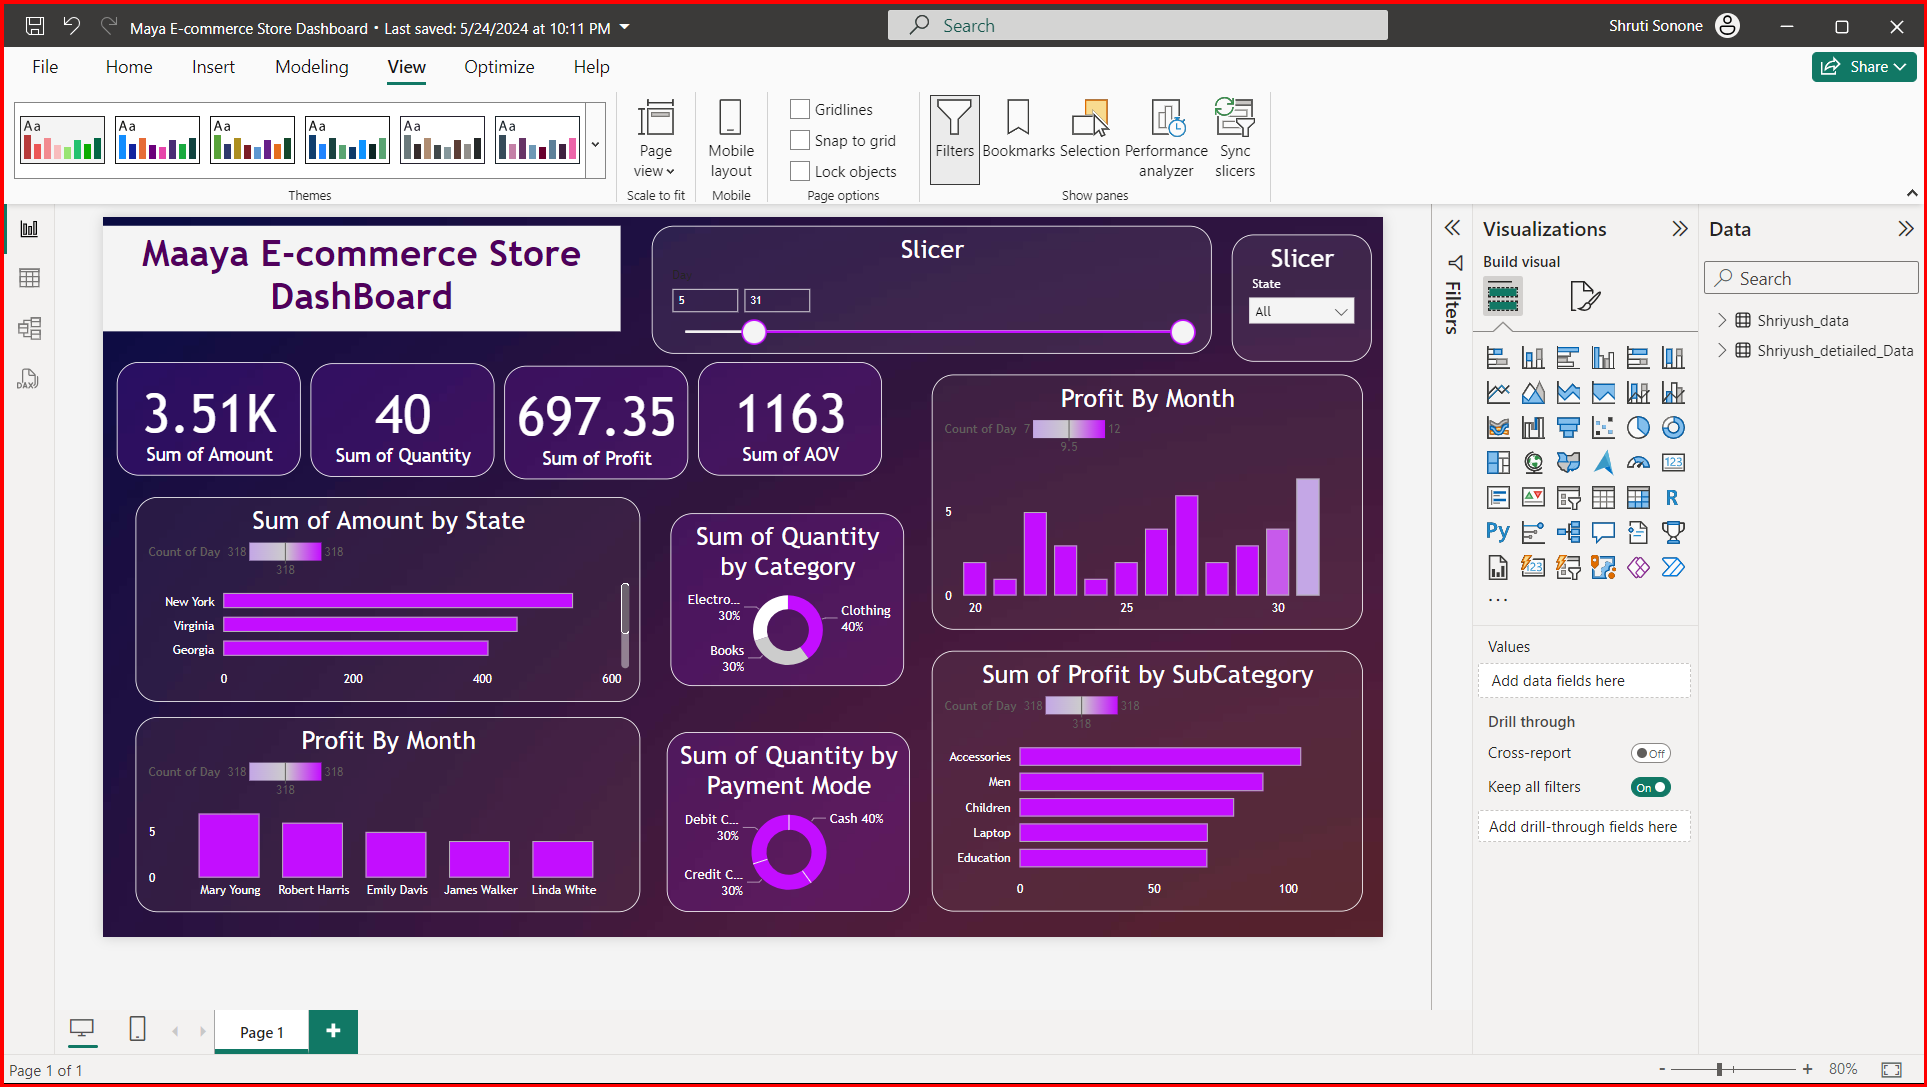 Maya E-commerce Store Dashboard • Last saved: 5/24/2024 at 10:11 PM
Search
Shruti Sonone
File
Home
Insert
Modeling
View
Optimize
Help
Share
Aa
Aa
Aa
Aa
Aa
Aa
Themes
Page
view
Scale to fit
Mobile
layout
Mobile
Gridlines
Snap to grid
Lock objects
Page options
Filters
Bookmarks
Selection
Performance
analyzer
Sync
slicers
Show panes
Maaya E-commerce Store
DashBoard
Slicer
Day
5
31
Slicer
State
All
3.51K
Sum of Amount
40
Sum of Quantity
697.35
Sum of Profit
1163
Sum of AOV
Profit By Month
Count of Day 7
12
9.5
5
0
20
25
30
Sum of Amount by State
Count of Day 318
318
318
New York
Virginia
Georgia
0
200
400
600
Sum of Quantity
by Category
Electro...
30%
Clothing
40%
Books
30%
Profit By Month
Count of Day 318
318
318
5
0
Mary Young
Robert Harris
Emily Davis
James Walker
Linda White
Sum of Quantity by
Payment Mode
Debit C...
30%
Cash 40%
Credit C...
30%
Sum of Profit by SubCategory
Count of Day 318
318
318
Accessories
Men
Children
Laptop
Education
0
50
100
Filters
Visualizations
Build visual
123
R
Py
123
...
Values
Add data fields here
Drill through
Cross-report
Off
Keep all filters
On
Add drill-through fields here
Data
Search
Shriyush_data
Shriyush_detiailed_Data
DAX
Page 1
+
Page 1 of 1
-
+
80%